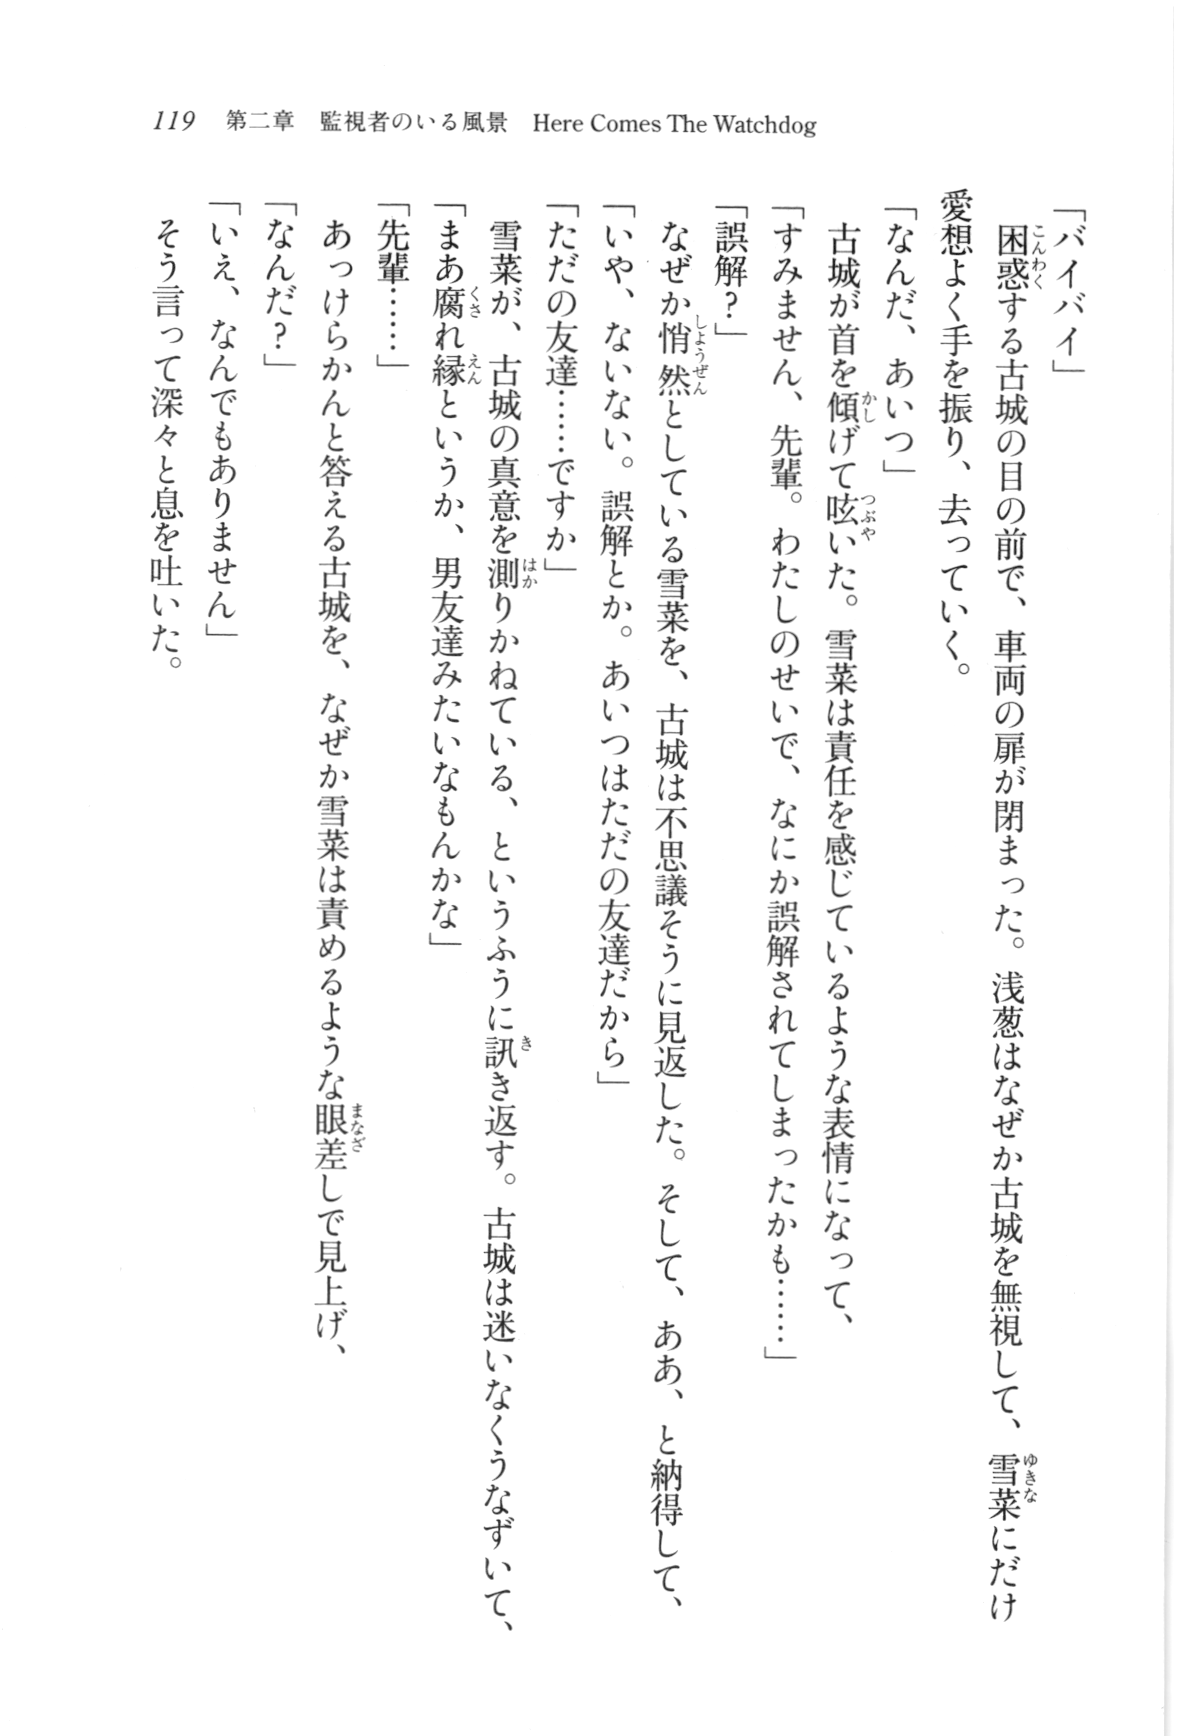 119 第二章 監視者のいる風景 Here Comes The Watchdog
「バイバイ」
困惑する古城の目の前で、車両の扉が閉まった。浅葱はなぜか古城を無視して、雪菜にだけ
愛想よく手を振り、去っていく。
「なんだ、あいつ」
古城が首を傾げて呟いた。雪菜は責任を感じているような表情になって、
「すみません、先輩。わたしのせいで、なにか誤解されてしまったかも……」
「誤解？」
なぜか悄然としている雪菜を、古城は不思議そうに見返した。そして、ああ、と納得して、
「いや、ないない。誤解とか。あいつはただの友達だから」
「ただの友達……ですか」
雪菜が、古城の真意を測りかねている、というふうに訊き返す。古城は迷いなくうなずいて、
「まあ腐れ縁というか、男友達みたいなもんかな」
「先輩……」
あっけらかんと答える古城を、なぜか雪菜は責めるような眼差しで見上げ、
「なんだ？」
「いえ、なんでもありません」
そう言って深々と息を吐いた。